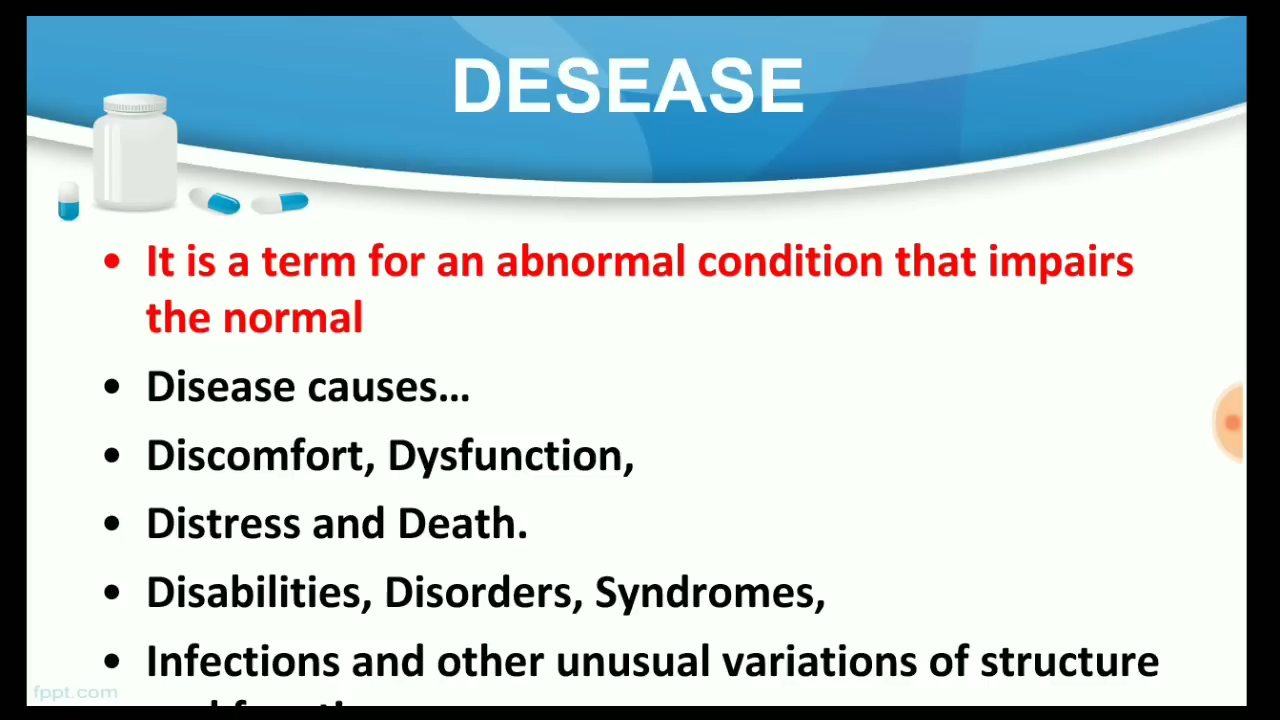 DESEASE
• It is a term for an abnormal condition that impairs
the normal
• Disease causes...
• Discomfort, Dysfunction,
• Distress and Death.
• Disabilities, Disorders, Syndromes,
• Infections and other unusual variations of structure
fppt.com